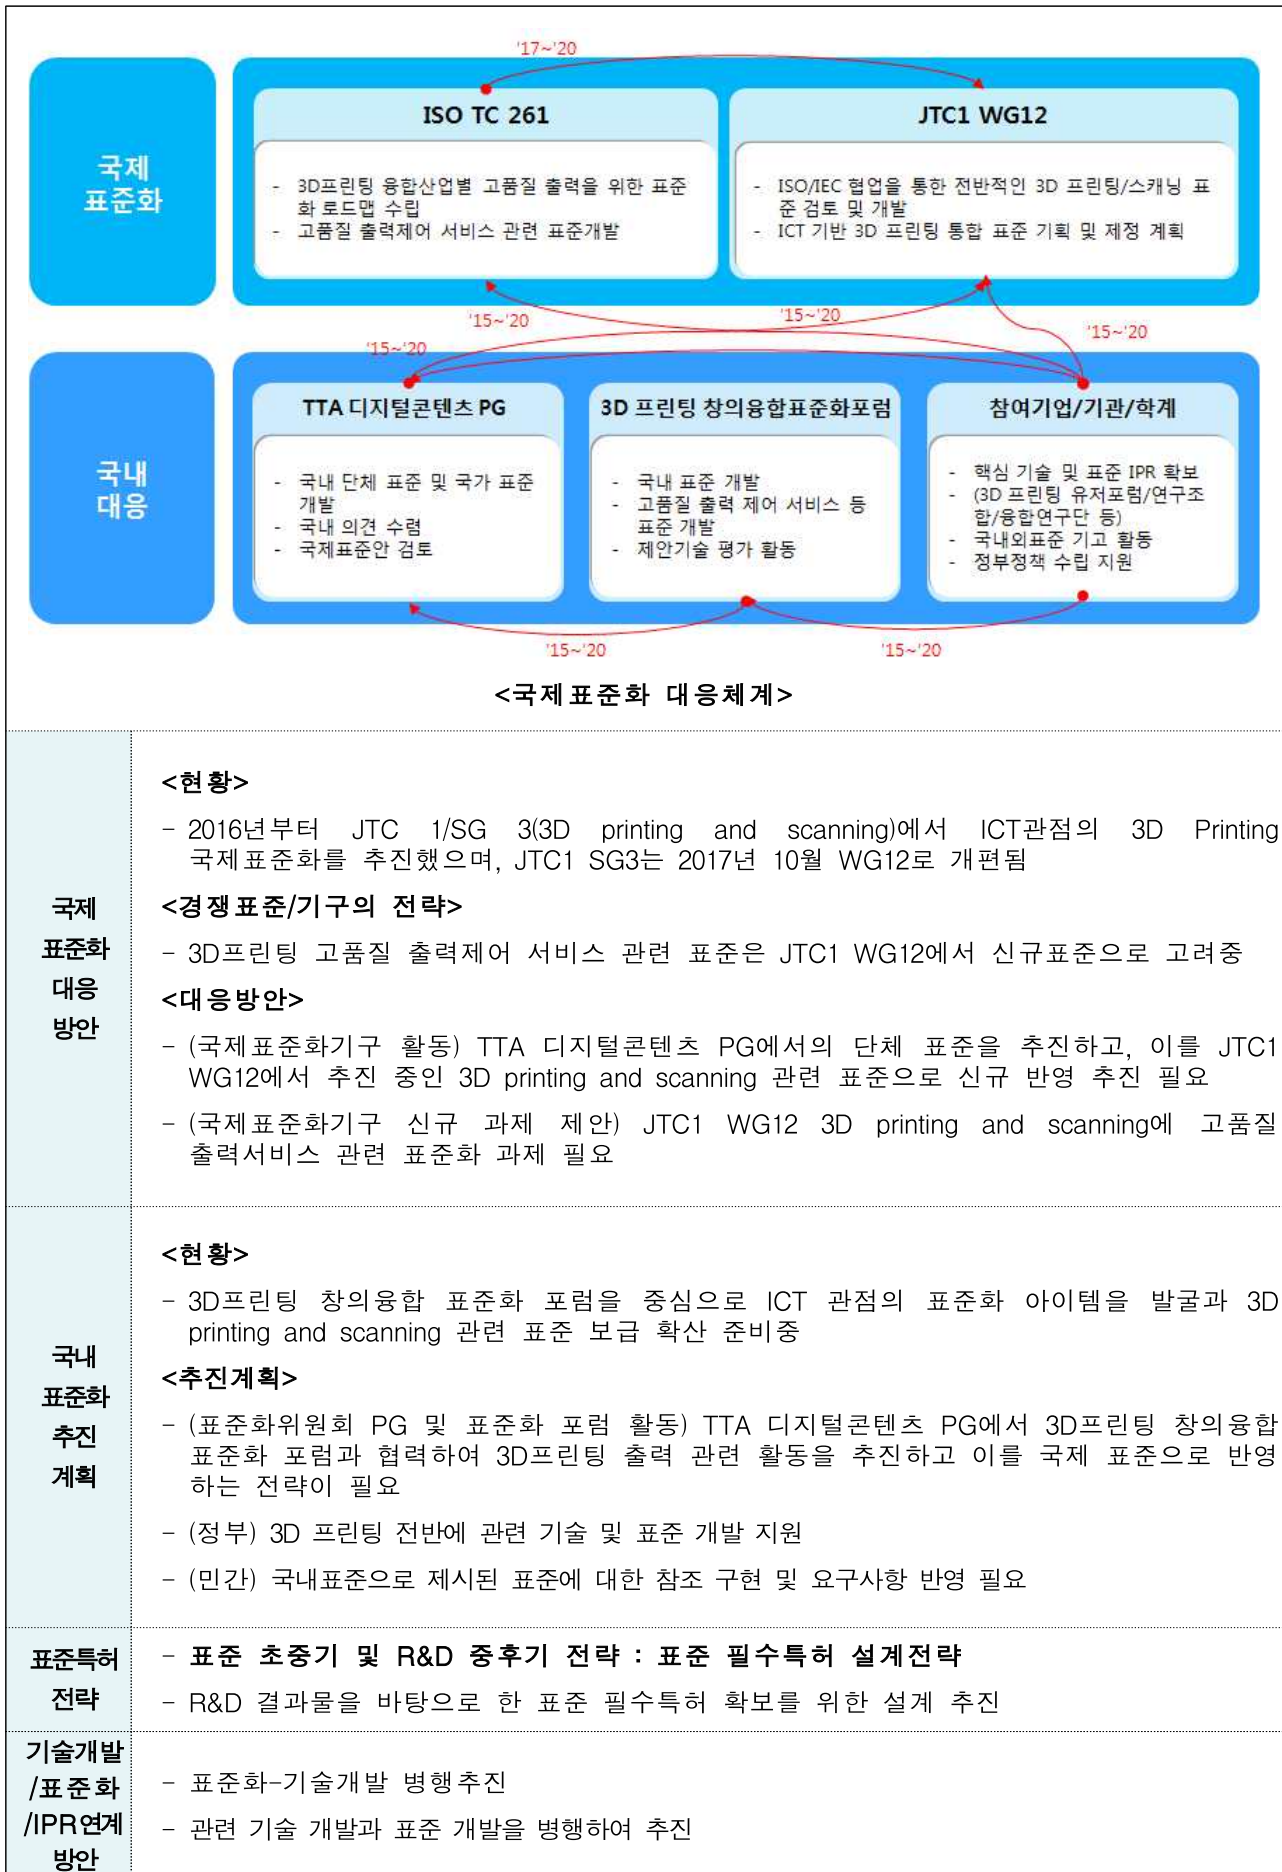 '17~'20
국제
표준화
ISO TC 261
- 3D프린팅 융합산업별 고품질 출력을 위한 표준
화 로드맵 수립
- 고품질 출력제어 서비스 관련 표준개발
JTC1 WG12
- ISO/IEC 협업을 통한 전반적인 3D 프린팅/스캐닝 표
준 검토 및 개발
- ICT 기반 3D 프린팅 통합 표준 기획 및 제정 계획
'15~'20
'15~'20
'15~'20
'15~'20
국내
대응
TTA 디지털콘텐츠 PG
- 국내 단체 표준 및 국가 표준
개발
- 국내 의견 수렴
- 국제표준안 검토
3D 프린팅 창의융합표준화포럼
- 국내 표준 개발
- 고품질 출력 제어 서비스 등
표준 개발
- 제안기술 평가 활동
참여기업/기관/학계
- 핵심 기술 및 표준 IPR 확보
- (3D 프린팅 유저포럼/연구조
합/융합연구단 등)
- 국내외표준 기고 활동
- 정부정책 수립 지원
'15~'20
'15~'20
<국제표준화 대응체계>
국제
표준화
대응
방안
<현황>
- 2016년부터 JTC 1/SG 3(3D printing and scanning)에서 ICT관점의 3D Printing
국제표준화를 추진했으며, JTC1 SG3는 2017년 10월 WG12로 개편됨
<경쟁표준/기구의 전략>
- 3D프린팅 고품질 출력제어 서비스 관련 표준은 JTC1 WG12에서 신규표준으로 고려중
<대응방안>
- (국제표준화기구 활동) TTA 디지털콘텐츠 PG에서의 단체 표준을 추진하고, 이를 JTC1
WG12에서 추진 중인 3D printing and scanning 관련 표준으로 신규 반영 추진 필요
- (국제표준화기구 신규 과제 제안) JTC1 WG12 3D printing and scanning에 고품질
출력서비스 관련 표준화 과제 필요
국내
표준화
추진
계획
<현황>
- 3D프린팅 창의융합 표준화 포럼을 중심으로 ICT 관점의 표준화 아이템을 발굴과 3D
printing and scanning 관련 표준 보급 확산 준비중
<추진계획>
- (표준화위원회 PG 및 표준화 포럼 활동) TTA 디지털콘텐츠 PG에서 3D프린팅 창의융합
표준화 포럼과 협력하여 3D프린팅 출력 관련 활동을 추진하고 이를 국제 표준으로 반영
하는 전략이 필요
- (정부) 3D 프린팅 전반에 관련 기술 및 표준 개발 지원
- (민간) 국내표준으로 제시된 표준에 대한 참조 구현 및 요구사항 반영 필요
표준특허
전략
- 표준 초중기 및 R&D 중후기 전략 : 표준 필수특허 설계전략
- R&D 결과물을 바탕으로 한 표준 필수특허 확보를 위한 설계 추진
기술개발
/표준화
/IPR연계
방안
- 표준화-기술개발 병행추진
- 관련 기술 개발과 표준 개발을 병행하여 추진